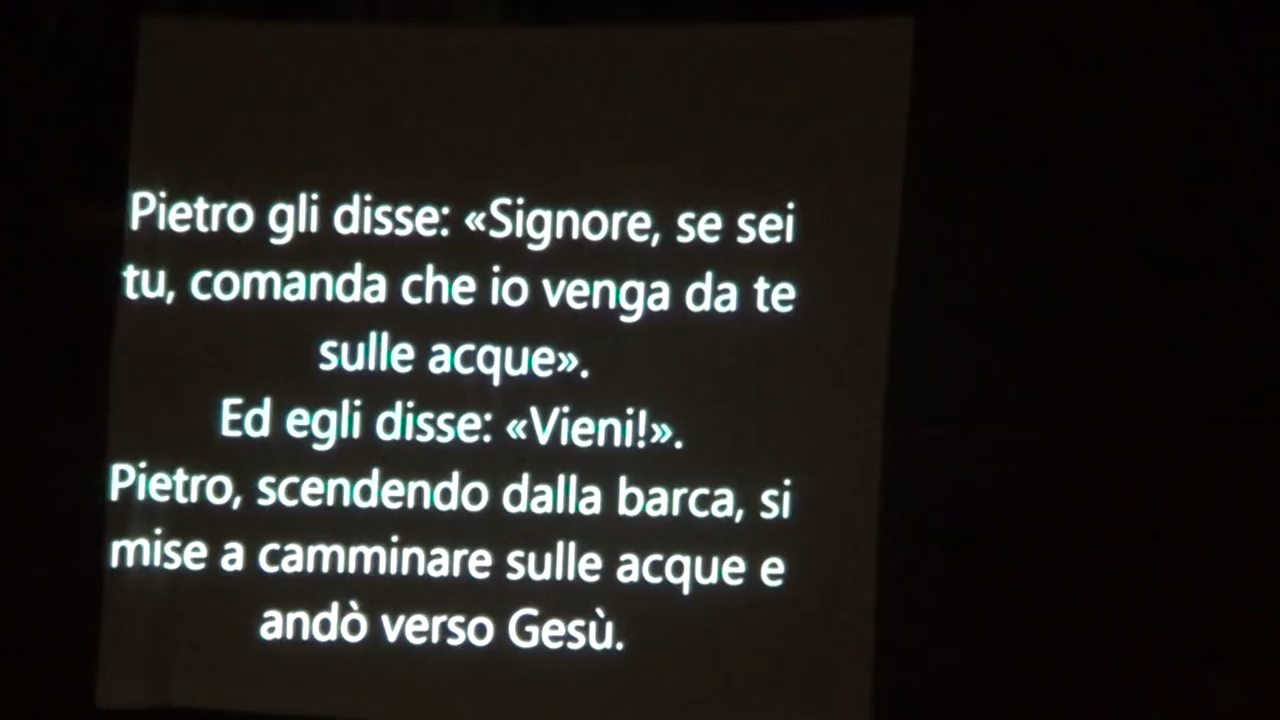 Pietro gli disse: «Signore, se sei
tu, comanda che io venga da te
sulle acque».
Ed egli disse: «Vieni!».
Pietro, scendendo dalla barca, si
mise a camminare sulle acque e
andò verso Gesù.